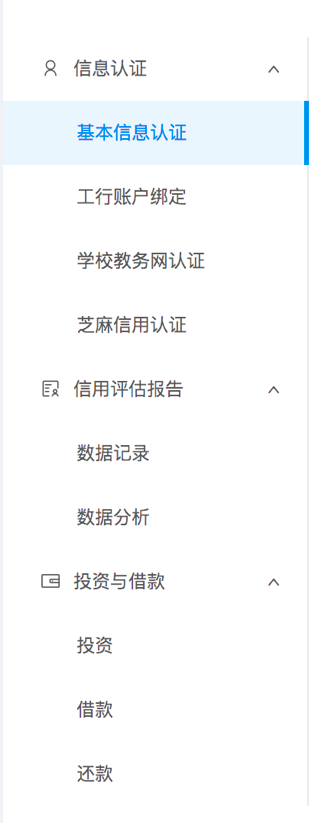 信息认证
基本信息认证
工行账户绑定
学校教务网认证
芝麻信用认证
信用评估报告
数据记录
数据分析
投资与借款
投资
借款
还款